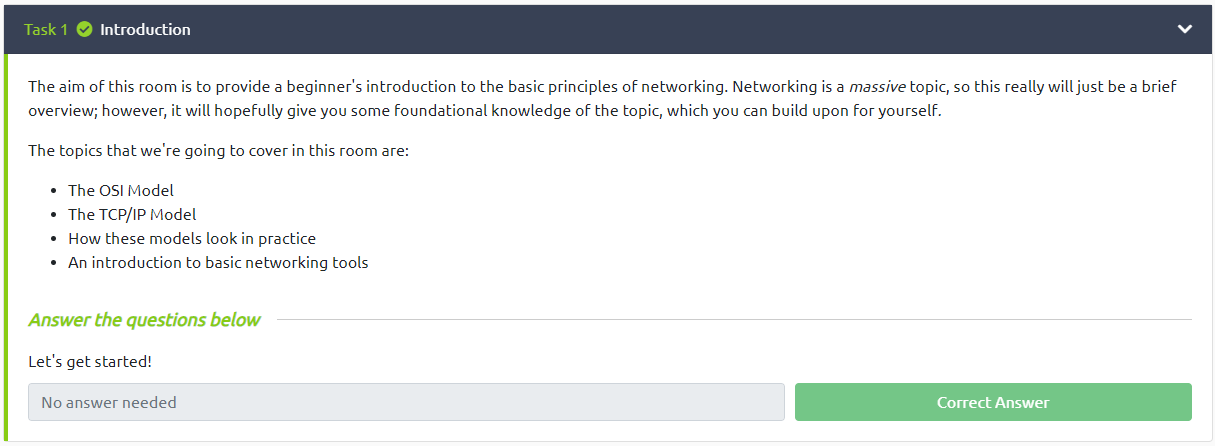 Task 1 Introduction
The aim of this room is to provide a beginner's introduction to the basic principles of networking. Networking is a massive topic, so this really will just be a brief
overview; however, it will hopefully give you some foundational knowledge of the topic, which you can build upon for yourself.
The topics that we're going to cover in this room are:
• The OSI Model
• The TCP/IP Model
• How these models look in practice
• An introduction to basic networking tools
Answer the questions below
Let's get started!
No answer needed
Correct Answer